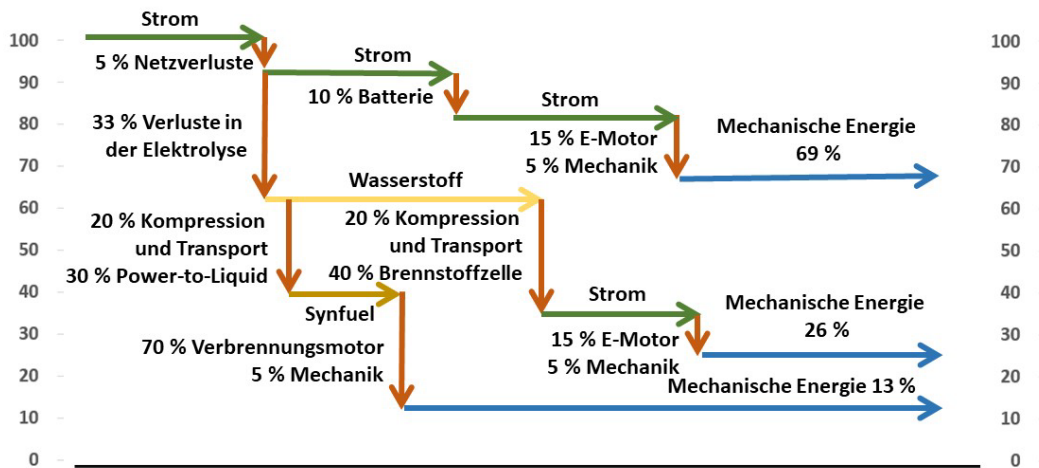 Strom
100
100
5 % Netzverluste
Strom
90
90
10 % Batterie
Strom
33 % Verluste in
der Elektrolyse
80
80
15 % E-Motor
5 % Mechanik
Mechanische Energie
69 %
70
70
Wasserstoff
60
60
20 % Kompression
und Transport
30 % Power-to-Liquid
20 % Kompression
und Transport
40 % Brennstoffzelle
50
50
40
40
Synfuel
Strom
Mechanische Energie
26 %
30
30
70 % Verbrennungsmotor
5 % Mechanik
15 % E-Motor
5 % Mechanik
20
20
Mechanische Energie 13 %
10
10
0
0